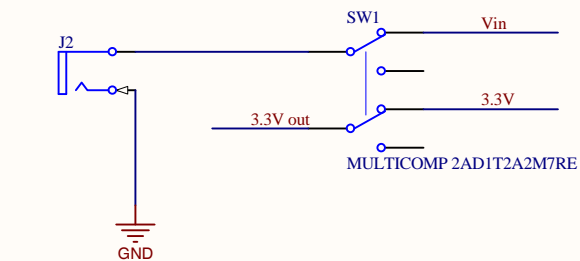 SW1
Vin
J2
3.3V
3.3V out
MULTICOMP 2AD1T2A2M7RE
GND